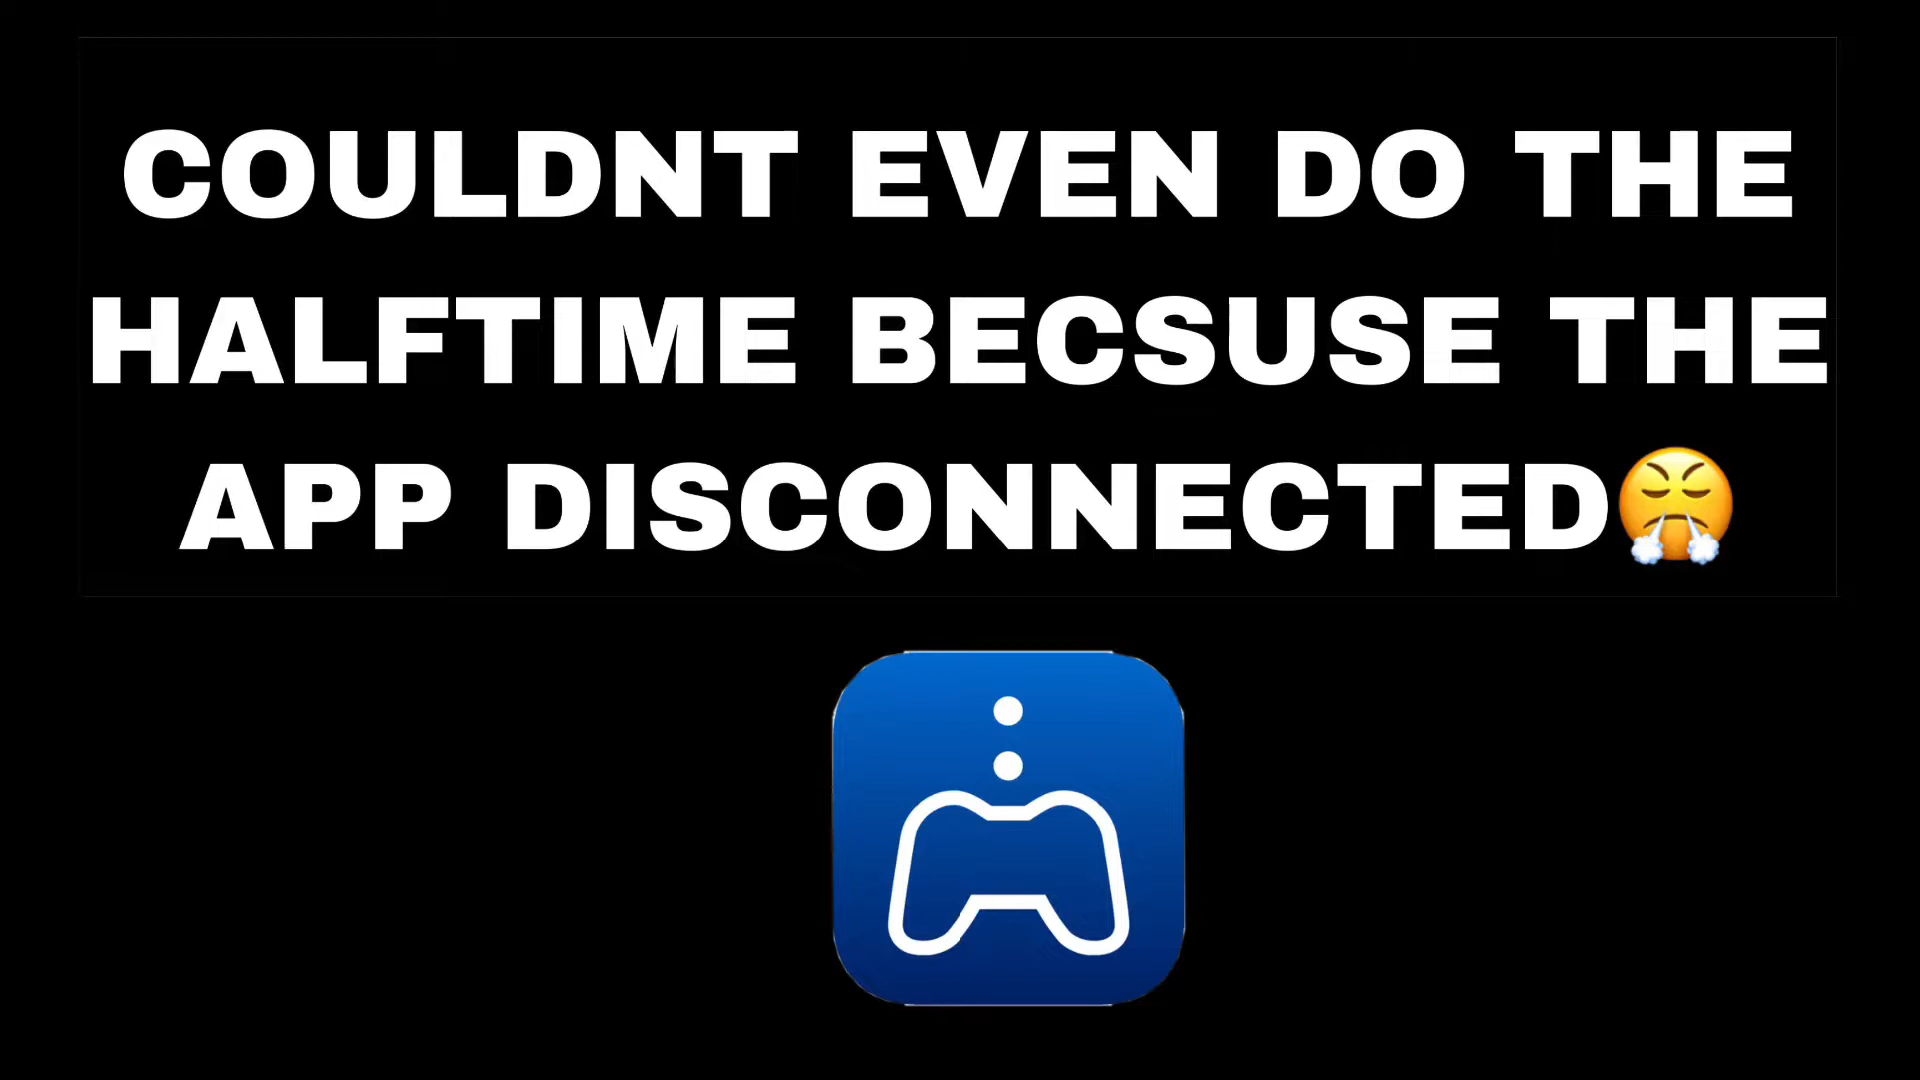 COULDNT EVEN DO THE
HALFTIME BECSUSE THE
APP DISCONNECTED😤